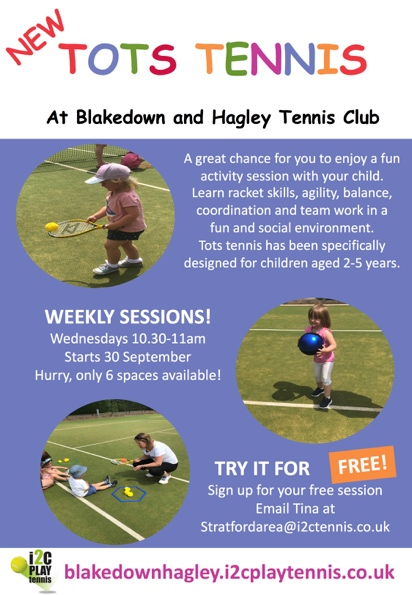 NEW
TOTS TENNIS
At Blakedown and Hagley Tennis Club
A great chance for you to enjoy a fun
activity session with your child.
Learn racket skills, agility, balance,
coordination and team work in a
fun and social environment.
Tots tennis has been specifically
designed for children aged 2-5 years.
WEEKLY SESSIONS!
Wednesdays 10.30-11am
Starts 30 September
Hurry, only 6 spaces available!
TRY IT FOR FREE!
Sign up for your free session
Email Tina at
Stratfordarea@i2ctennis.co.uk
i2c
PLAY
tennis
blakedownhagley.i2cplaytennis.co.uk